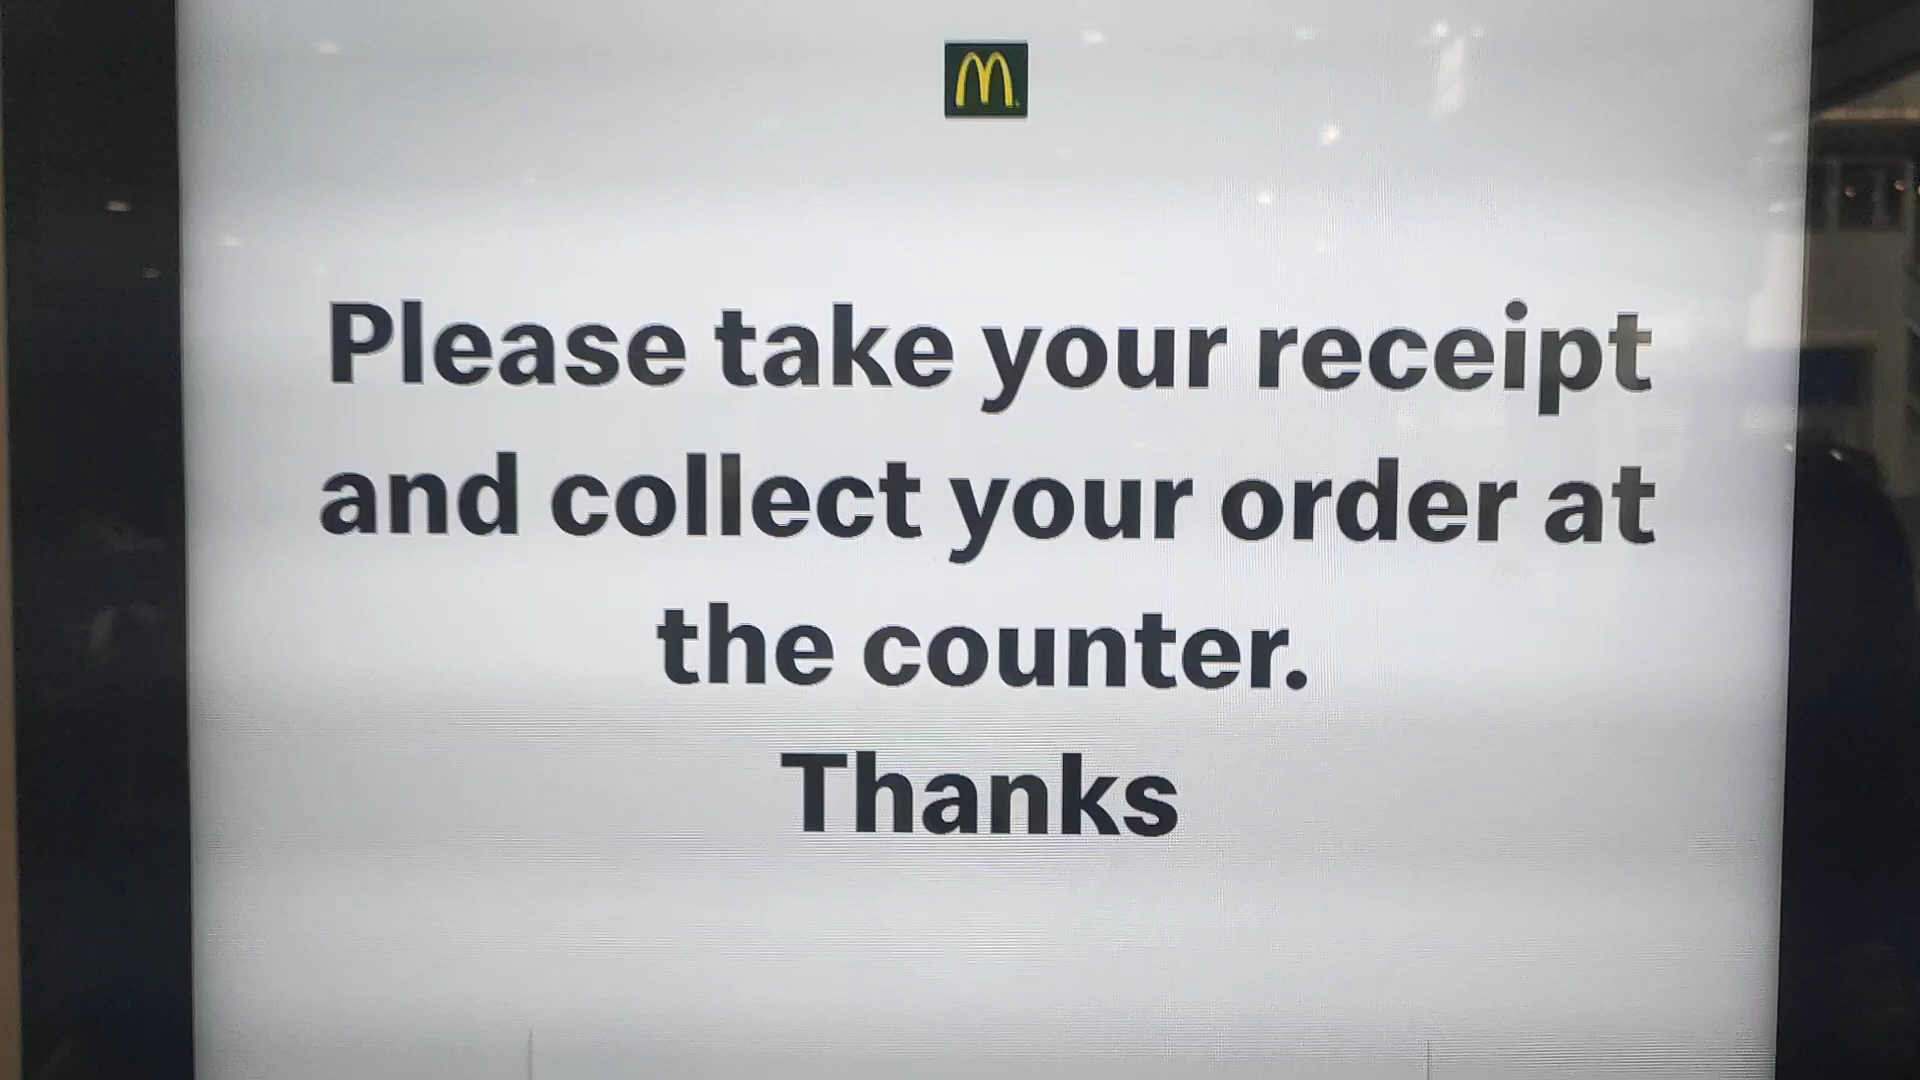 M
Please take your receipt
and collect your order at
the counter.
Thanks